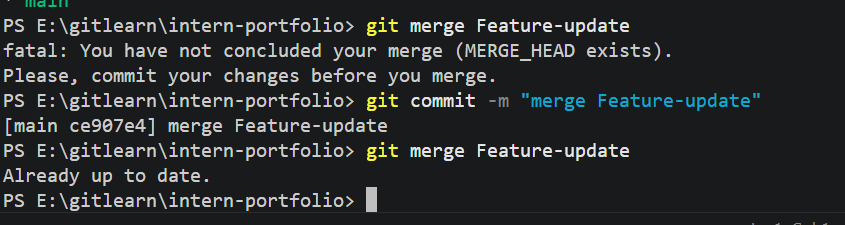 * main
PS E:\gitlearn\intern-portfolio> git merge Feature-update
fatal: You have not concluded your merge (MERGE_HEAD exists).
Please, commit your changes before you merge.
PS E:\gitlearn\intern-portfolio> git commit -m "merge Feature-update"
[main ce907e4] merge Feature-update
PS E:\gitlearn\intern-portfolio> git merge Feature-update
Already up to date.
PS E:\gitlearn\intern-portfolio>